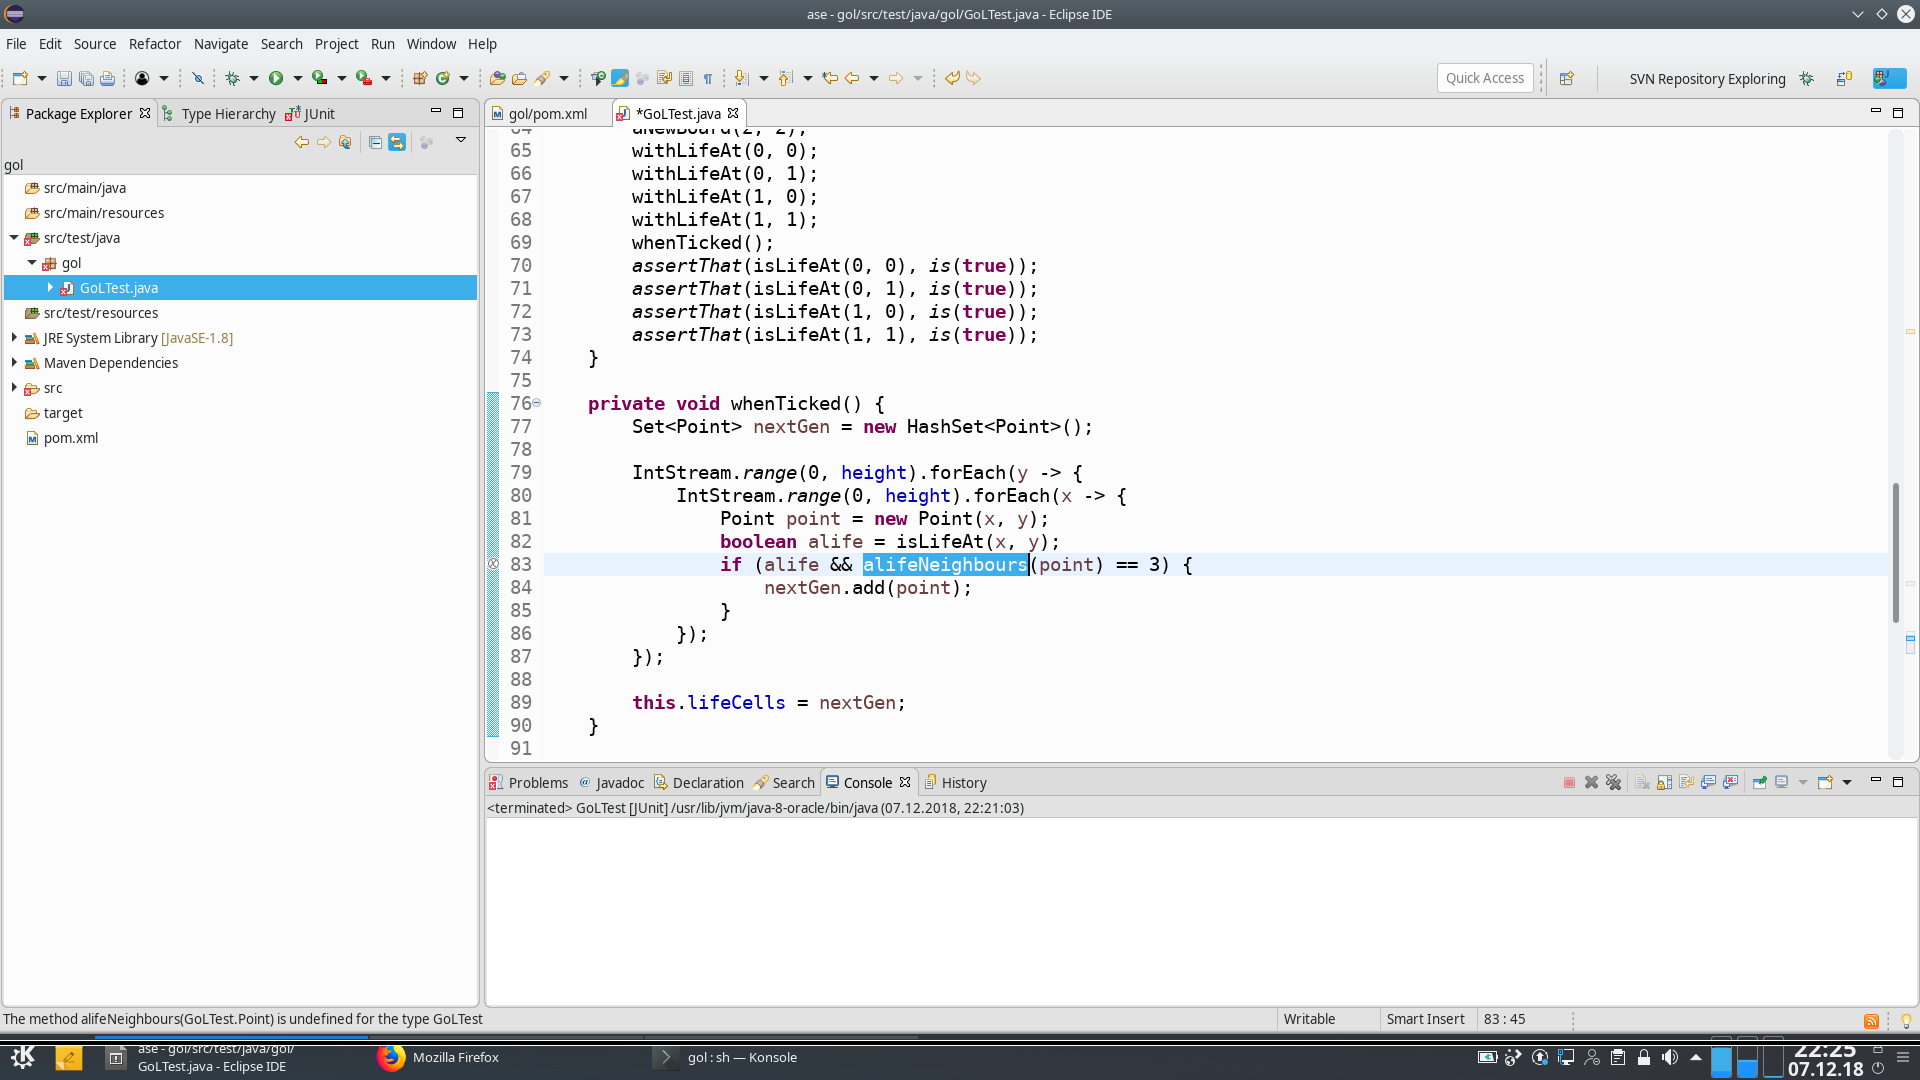 ase - gol/src/test/java/gol/GoLTest.java - Eclipse IDE
File Edit Source Refactor Navigate Search Project Run Window Help
Quick Access
SVN Repository Exploring
Package Explorer
Type Hierarchy
JUnit
gol
src/main/java
src/main/resources
src/test/java
gol
GoLTest.java
src/test/resources
JRE System Library [JavaSE-1.8]
Maven Dependencies
src
target
pom.xml
gol/pom.xml
*GoLTest.java
64 aNewBoard(2, 2);
65 withLifeAt(0, 0);
66 withLifeAt(0, 1);
67 withLifeAt(1, 0);
68 withLifeAt(1, 1);
69 whenTicked();
70 assertThat(isLifeAt(0, 0), is(true));
71 assertThat(isLifeAt(0, 1), is(true));
72 assertThat(isLifeAt(1, 0), is(true));
73 assertThat(isLifeAt(1, 1), is(true));
74 }
75
76 private void whenTicked() {
77 Set<Point> nextGen = new HashSet<Point>();
78
79 IntStream.range(0, height).forEach(y -> {
80 IntStream.range(0, height).forEach(x -> {
81 Point point = new Point(x, y);
82 boolean alife = isLifeAt(x, y);
83 if (alife && alifeNeighbours(point) == 3) {
84 nextGen.add(point);
85 }
86 });
87 });
88
89 this.lifeCells = nextGen;
90 }
91
Problems @ Javadoc Declaration Search Console History
<terminated> GoLTest [JUnit] /usr/lib/jvm/java-8-oracle/bin/java (07.12.2018, 22:21:03)
The method alifeNeighbours(GoLTest.Point) is undefined for the type GoLTest
Writable
Smart Insert
83 : 45
ase - gol/src/test/java/gol/
GoLTest.java - Eclipse IDE
Mozilla Firefox
gol : sh — Konsole
22:25
07.12.18